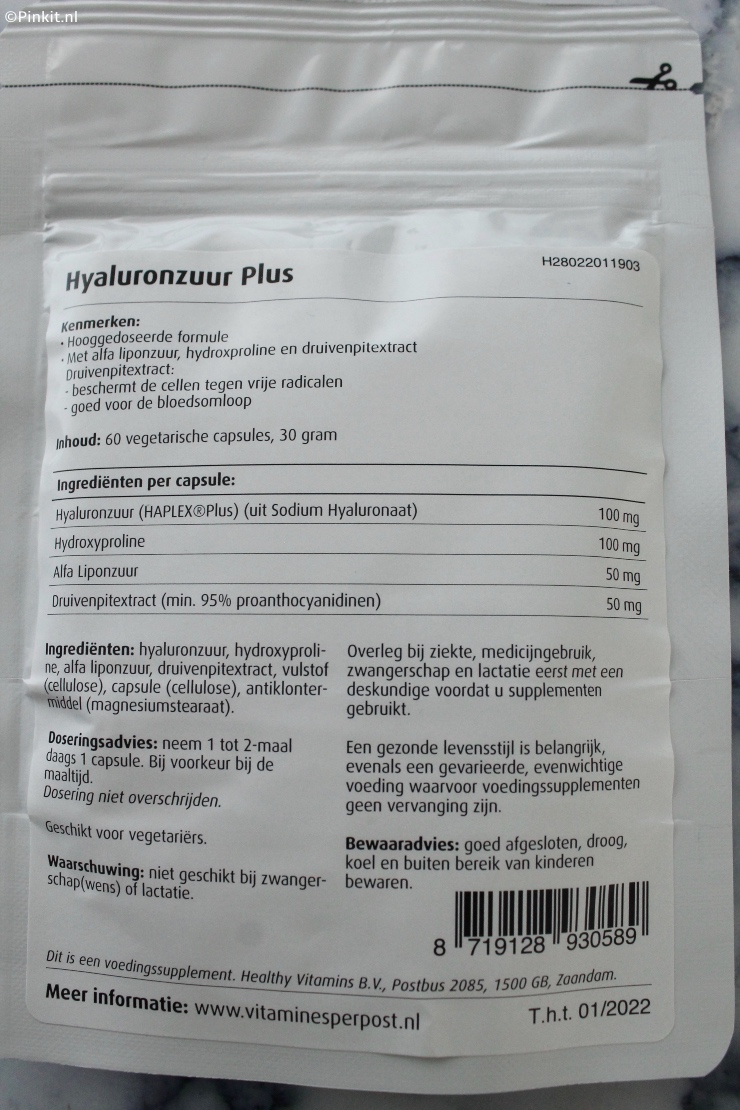 ©Pinkit.nl
Hyaluronzuur Plus
H28022011903
Kenmerken:
· Hooggedoseerde formule
· Met alfa liponzuur, hydroxproline en druivenpitextract
Druivenpitextract:
- beschermt de cellen tegen vrije radicalen
- goed voor de bloedsomloop
Inhoud: 60 vegetarische capsules, 30 gram
Ingrediënten per capsule:
Hyaluronzuur (HAPLEX®Plus) (uit Sodium Hyaluronaat) 100 mg
Hydroxyproline 100 mg
Alfa Liponzuur 50 mg
Druivenpitextract (min. 95% proanthocyanidinen) 50 mg
Ingrediënten: hyaluronzuur, hydroxyproli-
ne, alfa liponzuur, druivenpitextract, vulstof
(cellulose), capsule (cellulose), antiklonter-
middel (magnesiumstearaat).
Doseringsadvies: neem 1 tot 2-maal
daags 1 capsule. Bij voorkeur bij de
maaltijd.
Dosering niet overschrijden.
Geschikt voor vegetariërs.
Waarschuwing: niet geschikt bij zwanger-
schap(wens) of lactatie.
Overleg bij ziekte, medicijngebruik,
zwangerschap en lactatie eerst met een
deskundige voordat u supplementen
gebruikt.
Een gezonde levensstijl is belangrijk,
evenals een gevarieerde, evenwichtige
voeding waarvoor voedingssupplementen
geen vervanging zijn.
Bewaaradvies: goed afgesloten, droog,
koel en buiten bereik van kinderen
bewaren.
8 719128 930589
Dit is een voedingssupplement. Healthy Vitamins B.V., Postbus 2085, 1500 GB, Zaandam.
Meer informatie: www.vitaminesperpost.nl
T.h.t. 01/2022